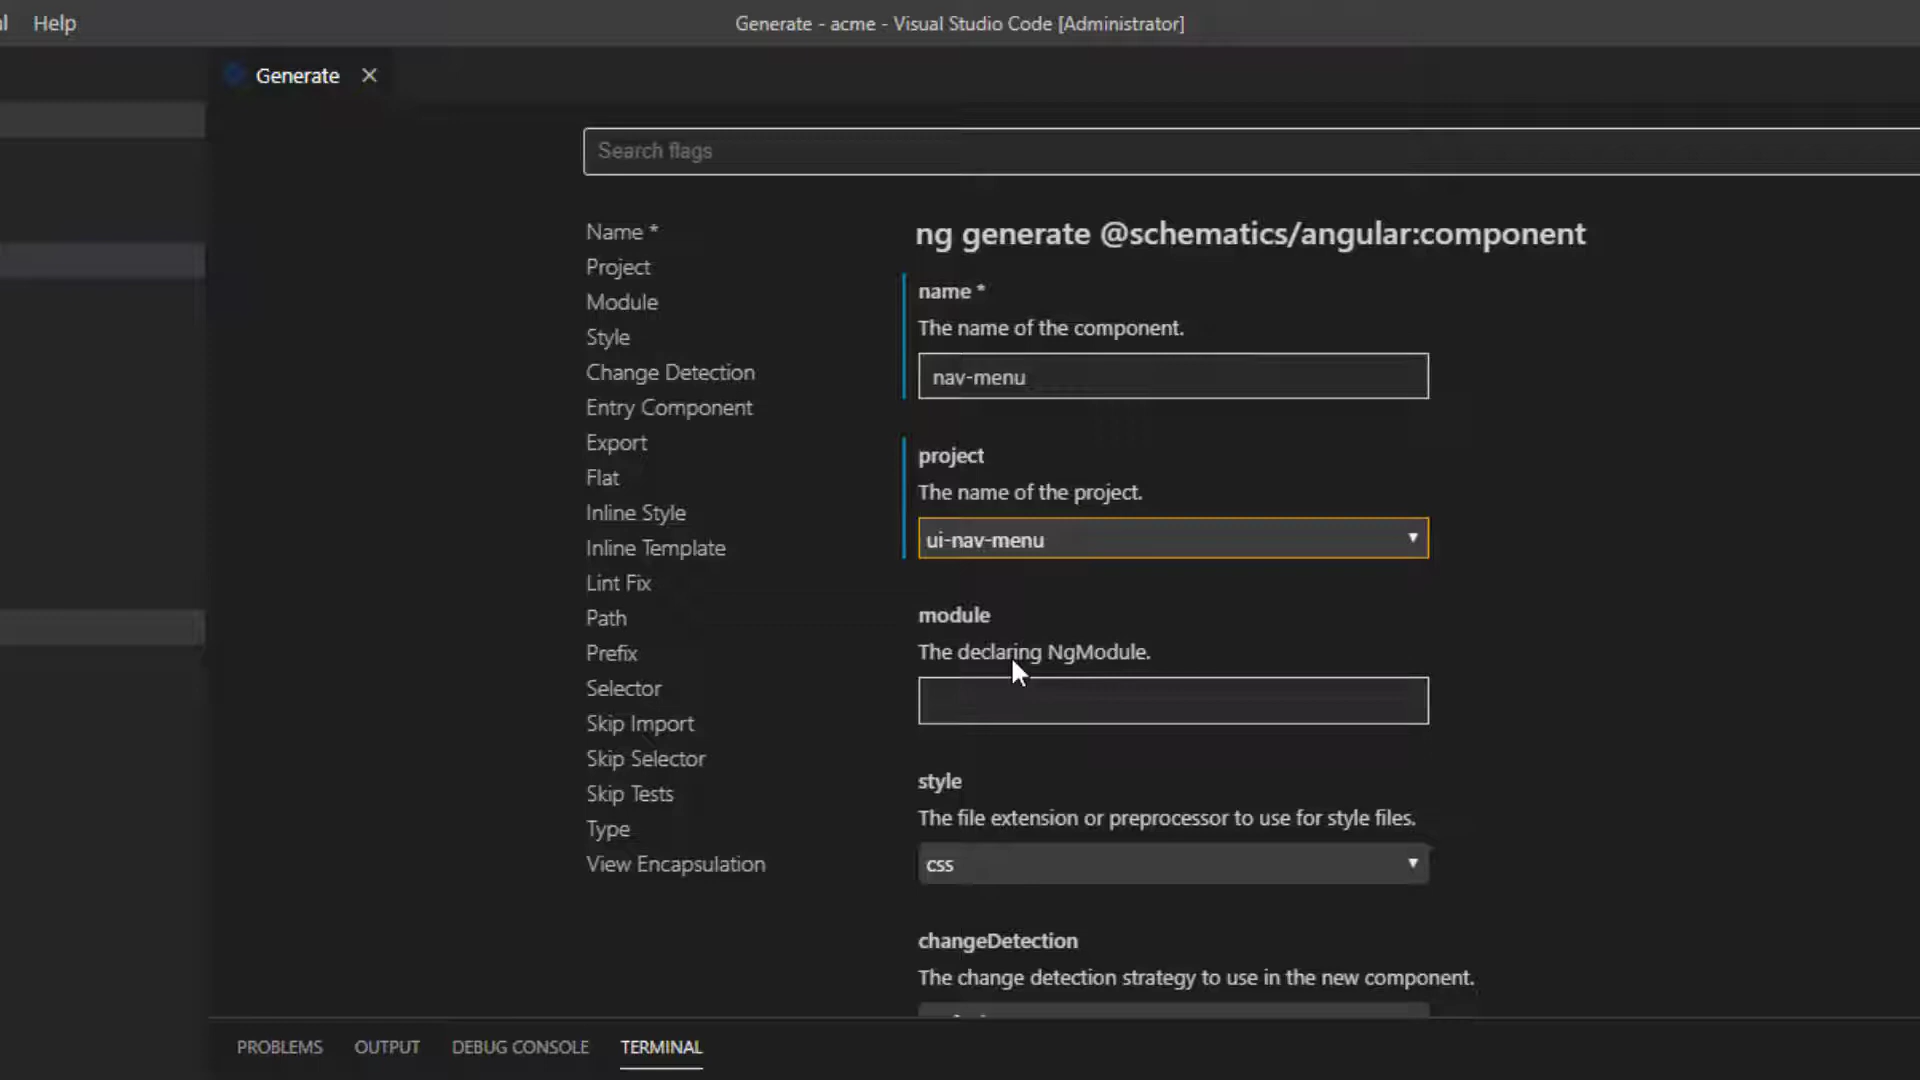 Help
Generate - acme - Visual Studio Code [Administrator]
Generate
Search flags
Name *
Project
Module
Style
Change Detection
Entry Component
Export
Flat
Inline Style
Inline Template
Lint Fix
Path
Prefix
Selector
Skip Import
Skip Selector
Skip Tests
Type
View Encapsulation
ng generate @schematics/angular:component
name *
The name of the component.
nav-menu
project
The name of the project.
ui-nav-menu
module
The declaring NgModule.
style
The file extension or preprocessor to use for style files.
css
changeDetection
The change detection strategy to use in the new component.
PROBLEMS
OUTPUT
DEBUG CONSOLE
TERMINAL